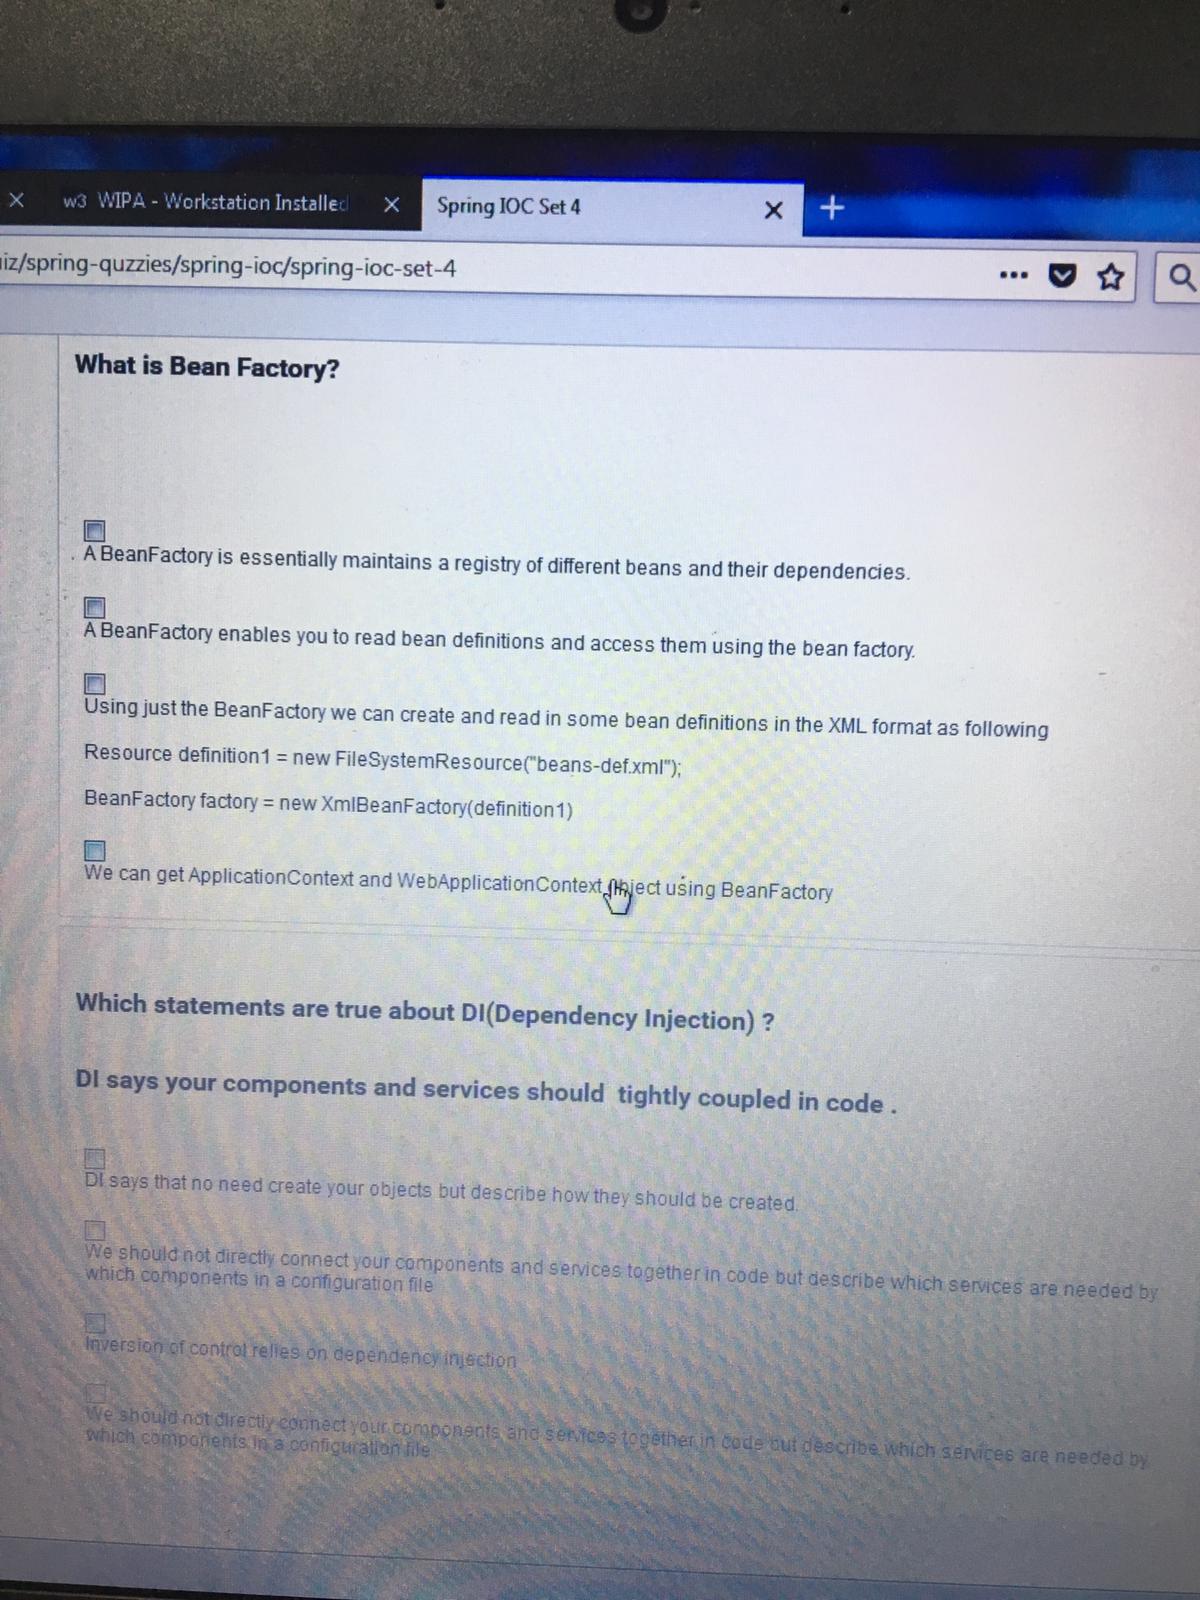 w3 WIPA - Workstation Installed
Spring IOC Set 4
iz/spring-quzzies/spring-ioc/spring-ioc-set-4
What is Bean Factory?
A BeanFactory is essentially maintains a registry of different beans and their dependencies.
A BeanFactory enables you to read bean definitions and access them using the bean factory.
Using just the BeanFactory we can create and read in some bean definitions in the XML format as following
Resource definition1 = new FileSystemResource("beans-def.xml");
BeanFactory factory = new XmlBeanFactory(definition1)
We can get ApplicationContext and WebApplicationContext object using BeanFactory
Which statements are true about DI(Dependency Injection) ?
DI says your components and services should tightly coupled in code .
DI says that no need create your objects but describe how they should be created.
We should not directly connect your components and services together in code but describe which services are needed by
which components in a configuration file
Inversion of control relies on dependency injection
We should not directly connect your components and services together in code but describe which services are needed by
which components in a configuration file